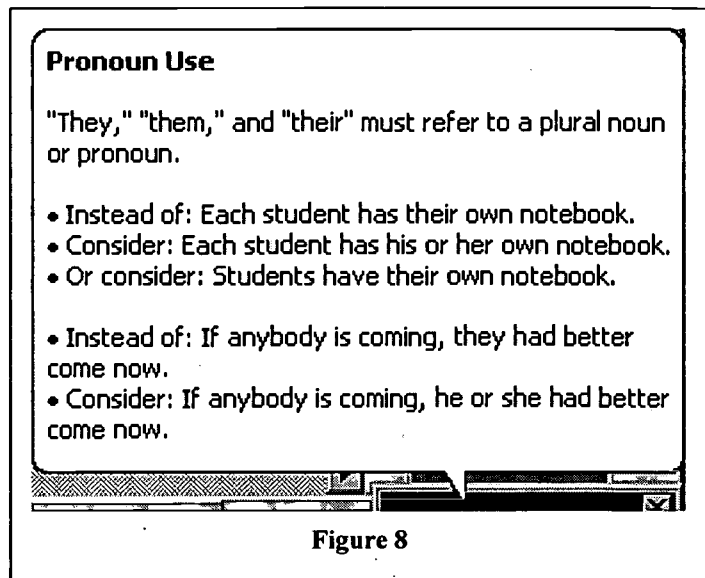 Pronoun Use
"They," "them," and "their" must refer to a plural noun
or pronoun.
• Instead of: Each student has their own notebook.
• Consider: Each student has his or her own notebook.
• Or consider: Students have their own notebook.
• Instead of: If anybody is coming, they had better
come now.
• Consider: If anybody is coming, he or she had better
come now.
Figure 8